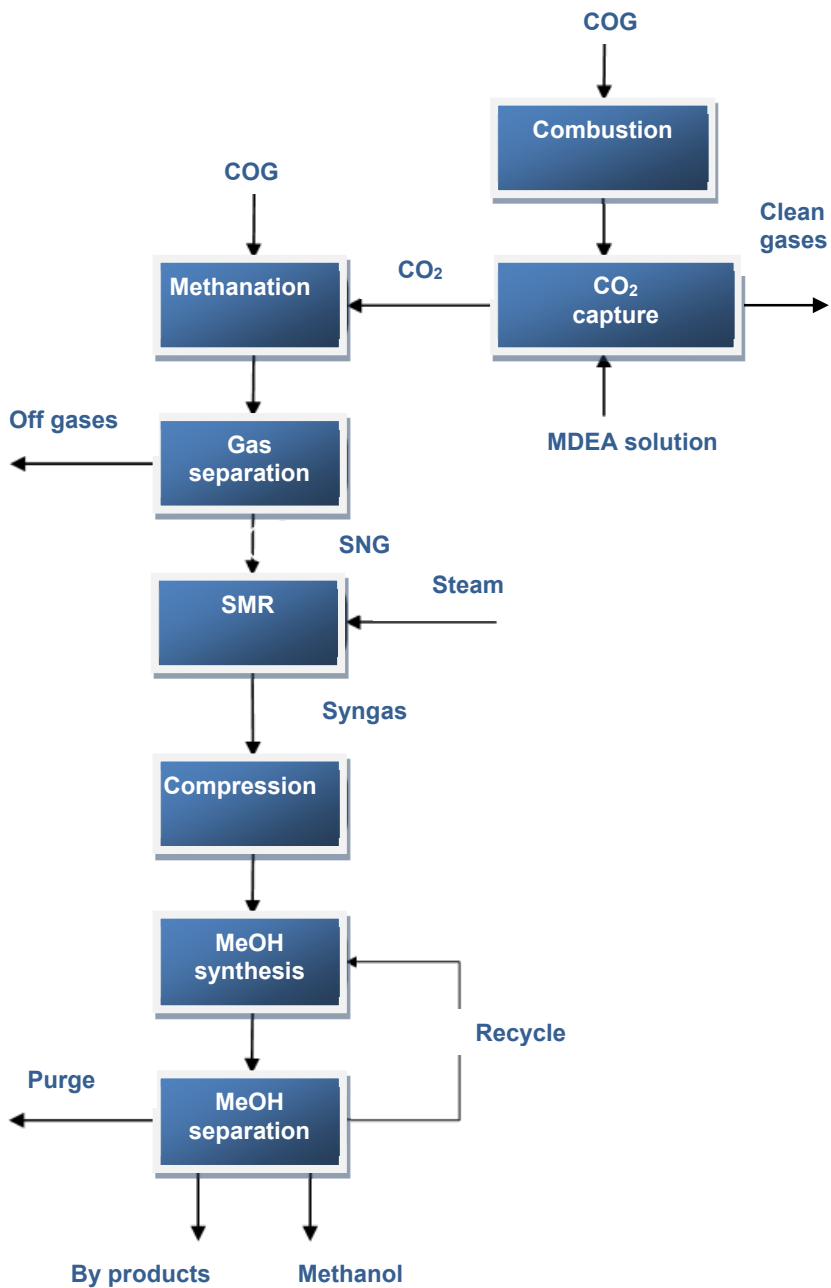 COG
Combustion
COG
Clean
gases
Methanation
CO₂
CO₂
capture
Off gases
Gas
separation
MDEA solution
SNG
Steam
SMR
Syngas
Compression
MeOH
synthesis
Recycle
Purge
MeOH
separation
By products
Methanol